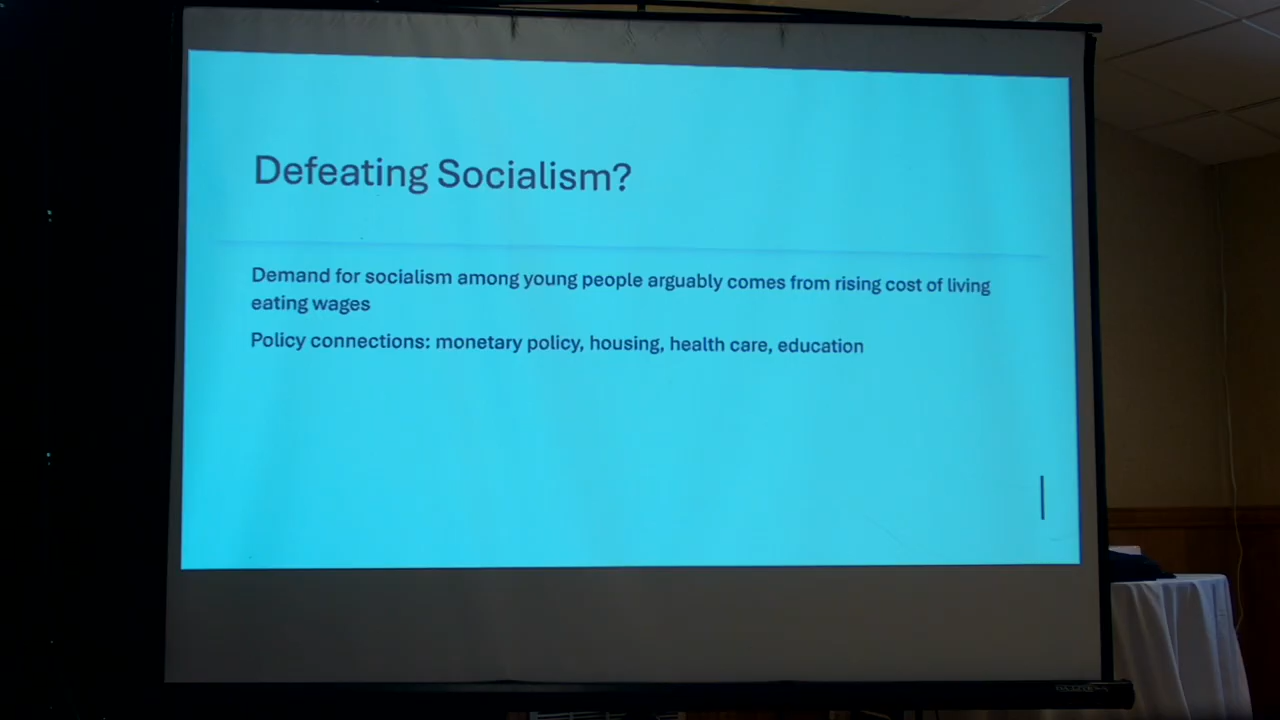 Defeating Socialism?
Demand for socialism among young people arguably comes from rising cost of living
eating wages
Policy connections: monetary policy, housing, health care, education